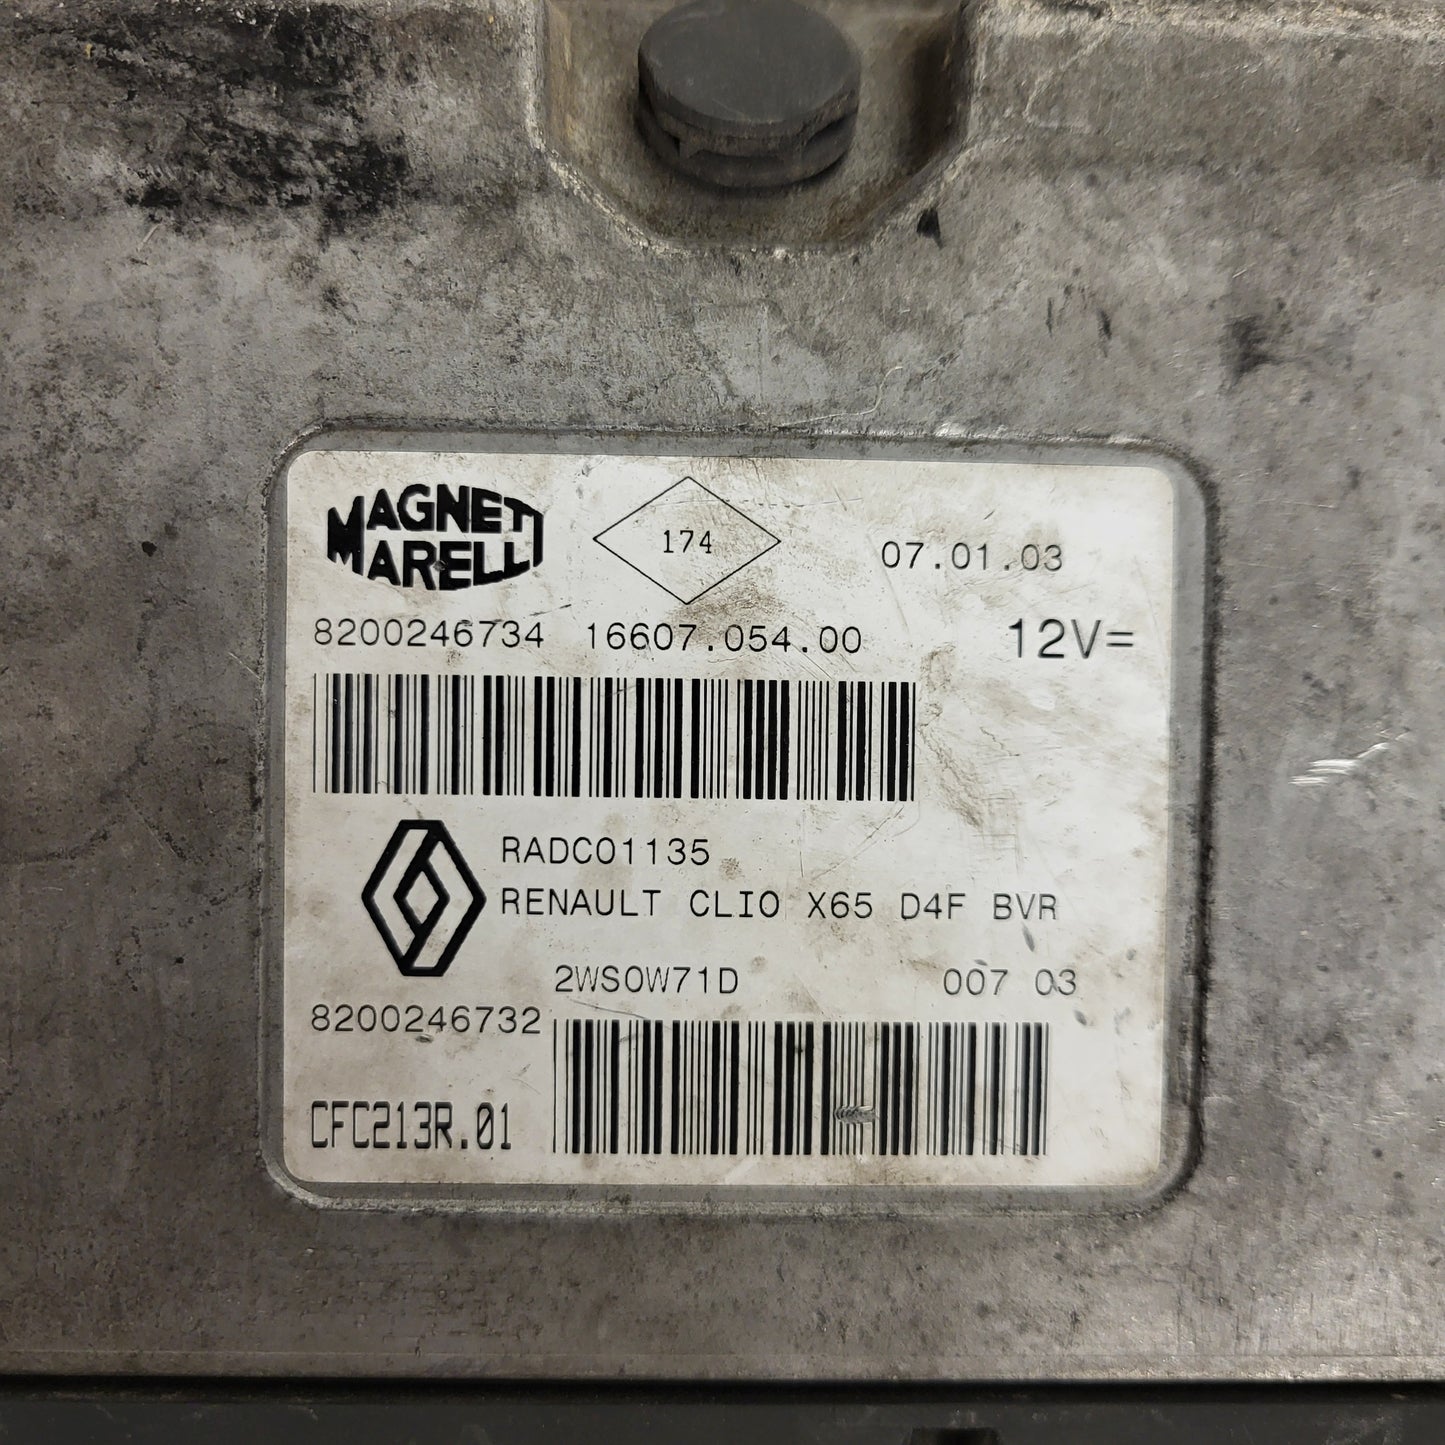 MAGNETI
MARELLI
174
07.01.03
8200246734 16607.054.00 12V=
RADC01135
RENAULT CLIO X65 D4F BVR
2WS0W71D 007 03
8200246732
CFC213R.01